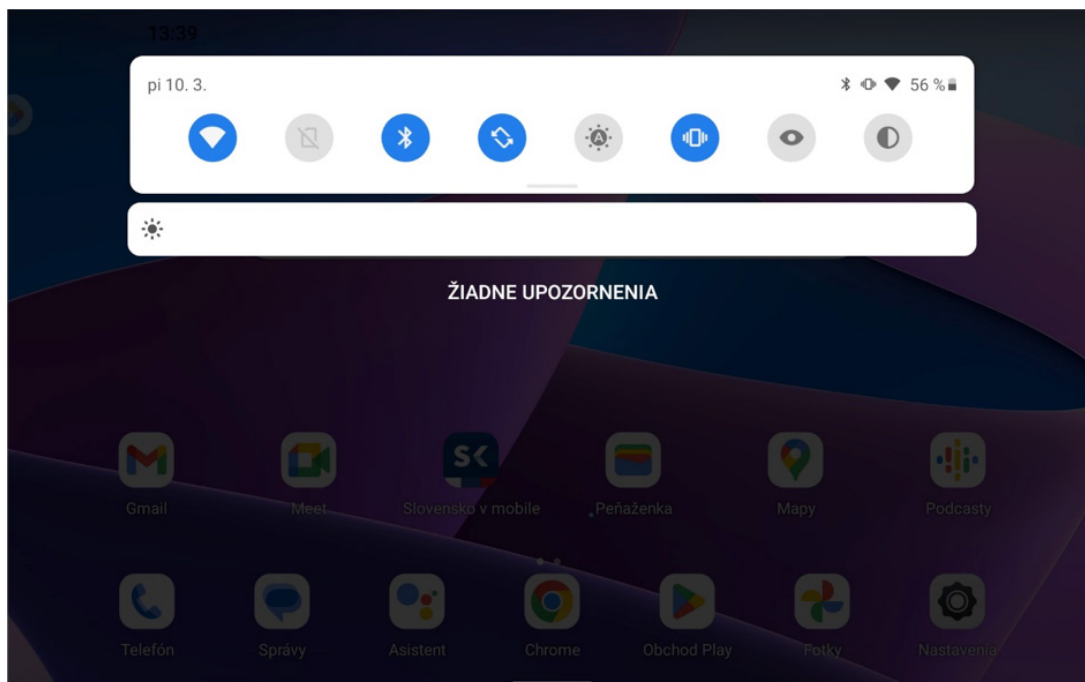 13:39
pi 10. 3.
56 %
A
ŽIADNE UPOZORNENIA
SK
Gmail Meet Slovensko v mobile Peňaženka Mapy Podcasty
Telefón Správy Asistent Chrome Obchod Play Fotky Nastavenia